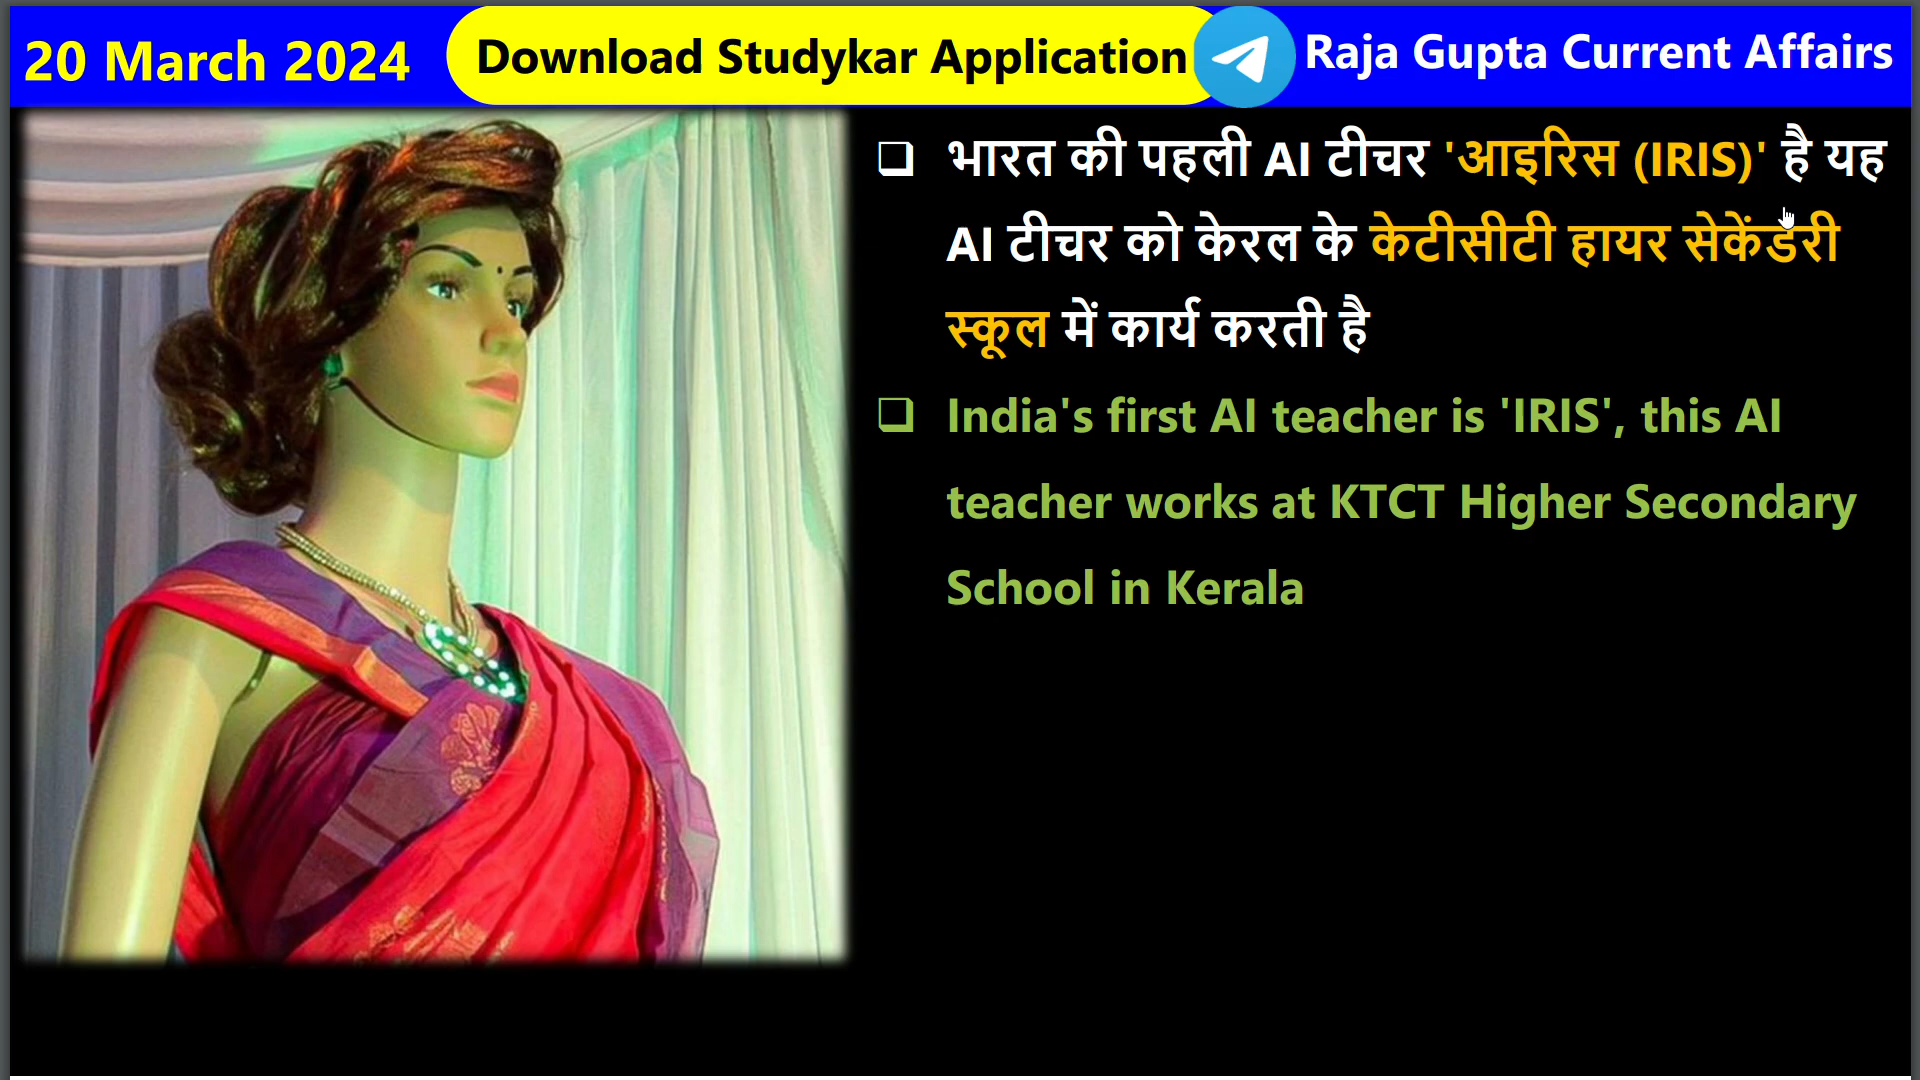 20 March 2024
Download Studykar Application
Raja Gupta Current Affairs
❑ भारत की पहली AI टीचर 'आइरिस (IRIS)' है यह
AI टीचर को केरल के केटीसीटी हायर सेकेंडरी
स्कूल में कार्य करती है
❑ India's first AI teacher is 'IRIS', this AI
teacher works at KTCT Higher Secondary
School in Kerala